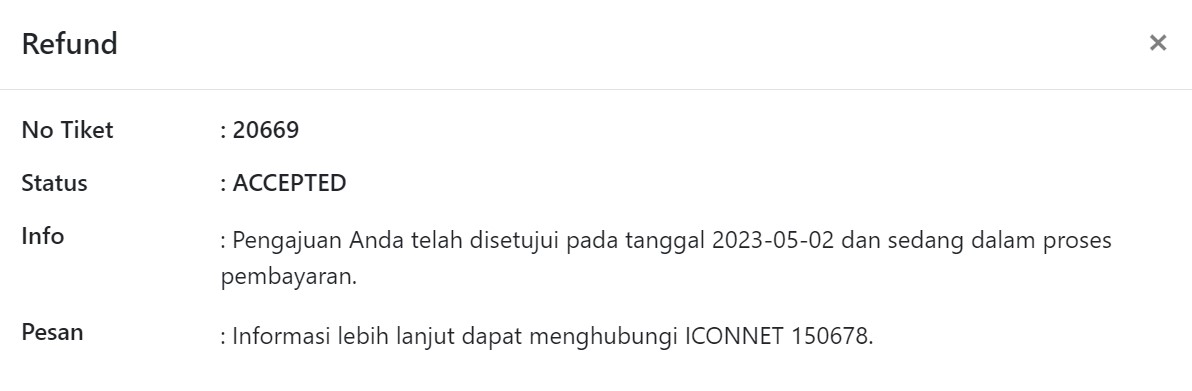 Refund ×
No Tiket : 20669
Status : ACCEPTED
Info : Pengajuan Anda telah disetujui pada tanggal 2023-05-02 dan sedang dalam proses
pembayaran.
Pesan : Informasi lebih lanjut dapat menghubungi ICONNET 150678.